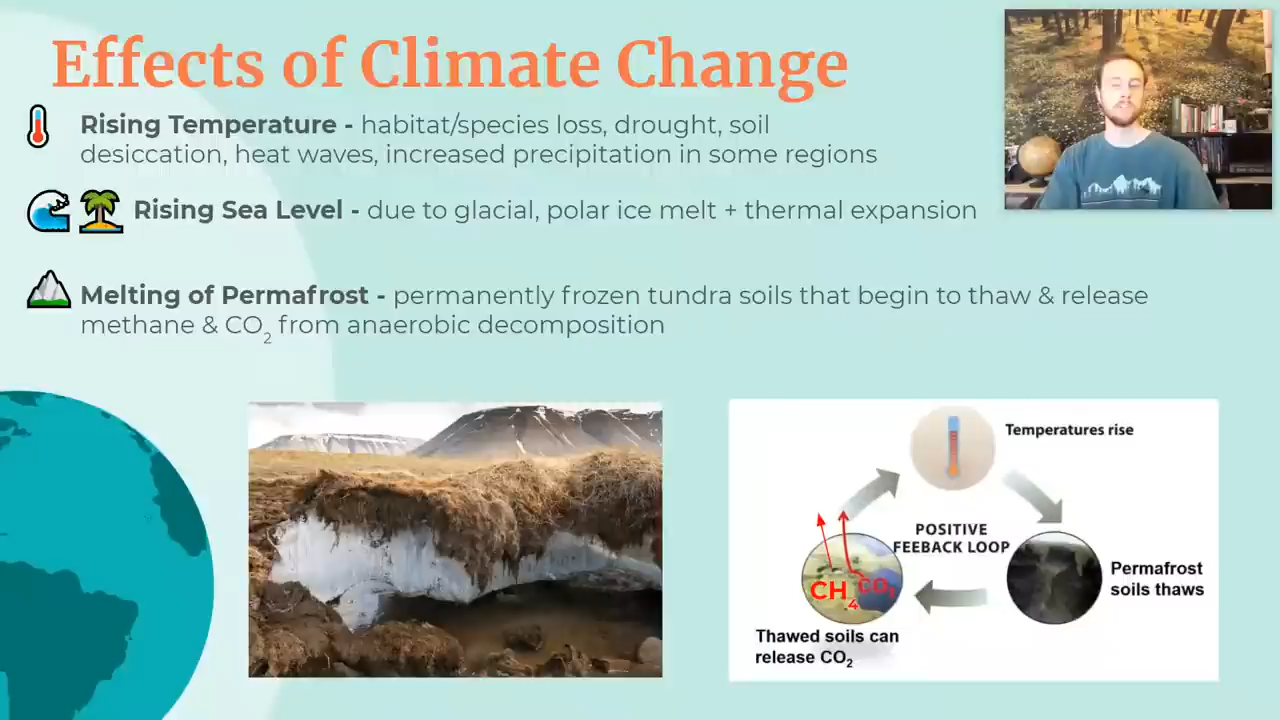 Effects of Climate Change
Rising Temperature - habitat/species loss, drought, soil
desiccation, heat waves, increased precipitation in some regions
Rising Sea Level - due to glacial, polar ice melt + thermal expansion
Melting of Permafrost - permanently frozen tundra soils that begin to thaw & release
methane & CO₂ from anaerobic decomposition
Temperatures rise
POSITIVE
FEEBACK LOOP
Permafrost
soils thaws
CH₄ CO₂
Thawed soils can
release CO₂